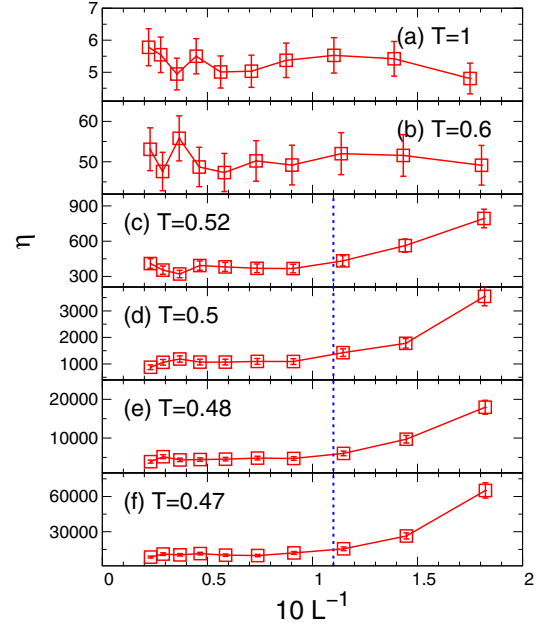 6
(a) T=1
5
60
(b) T=0.6
50
900
(c) T=0.52
600
300
η
3000
(d) T=0.5
2000
1000
20000
(e) T=0.48
10000
60000
(f) T=0.47
30000
0 0.5 1 1.5 2
10 L⁻¹